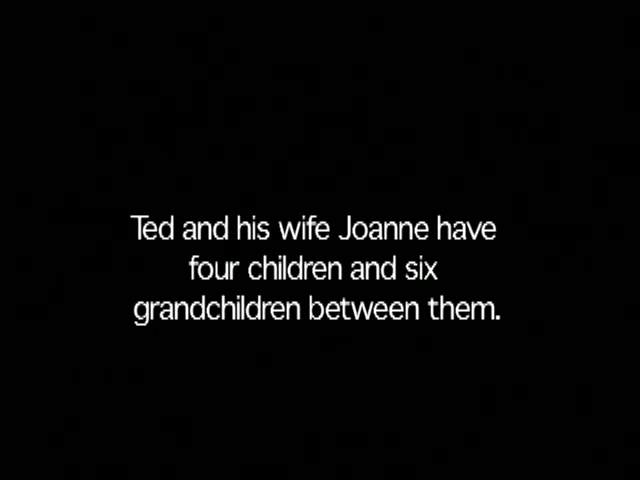 Ted and his wife Joanne have
four children and six
grandchildren between them.